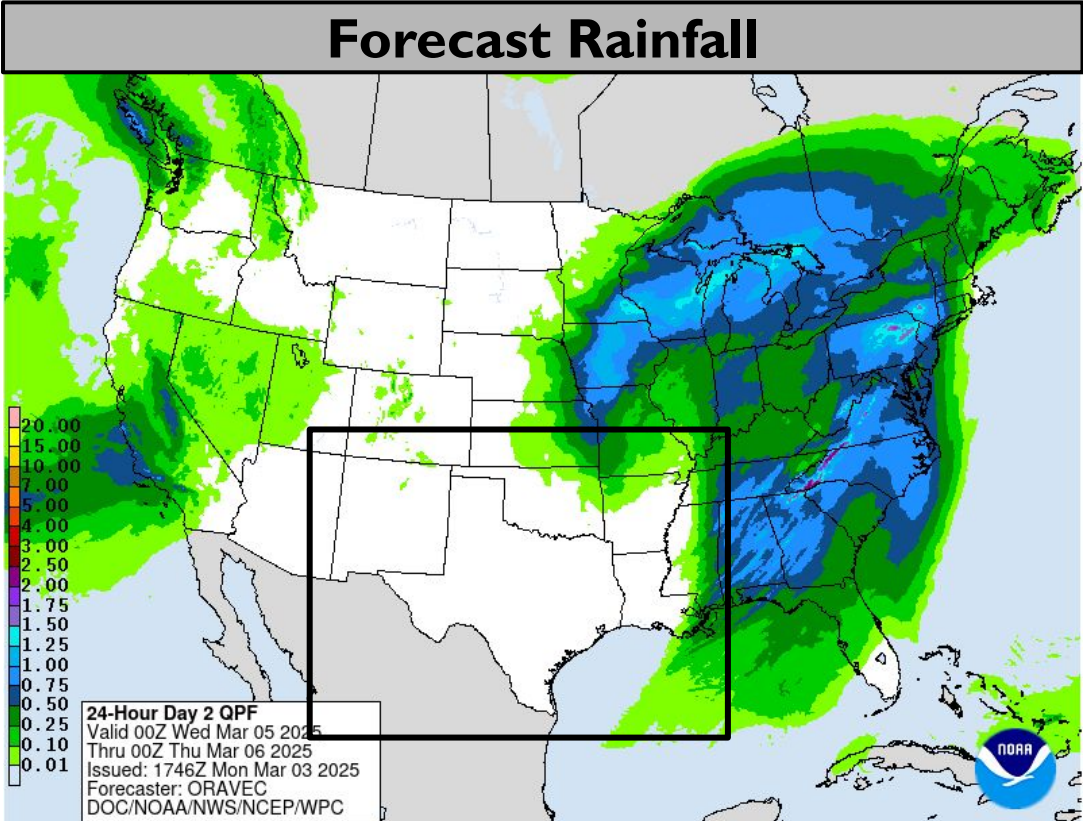 Forecast Rainfall
20.00
15.00
10.00
7.00
5.00
4.00
3.00
2.50
2.00
1.75
1.50
1.25
1.00
0.75
0.50
0.25
0.10
0.01
24-Hour Day 2 QPF
Valid 00Z Wed Mar 05 2025
Thru 00Z Thu Mar 06 2025
Issued: 1746Z Mon Mar 03 2025
Forecaster: ORAVEC
DOC/NOAA/NWS/NCEP/WPC
NOAA